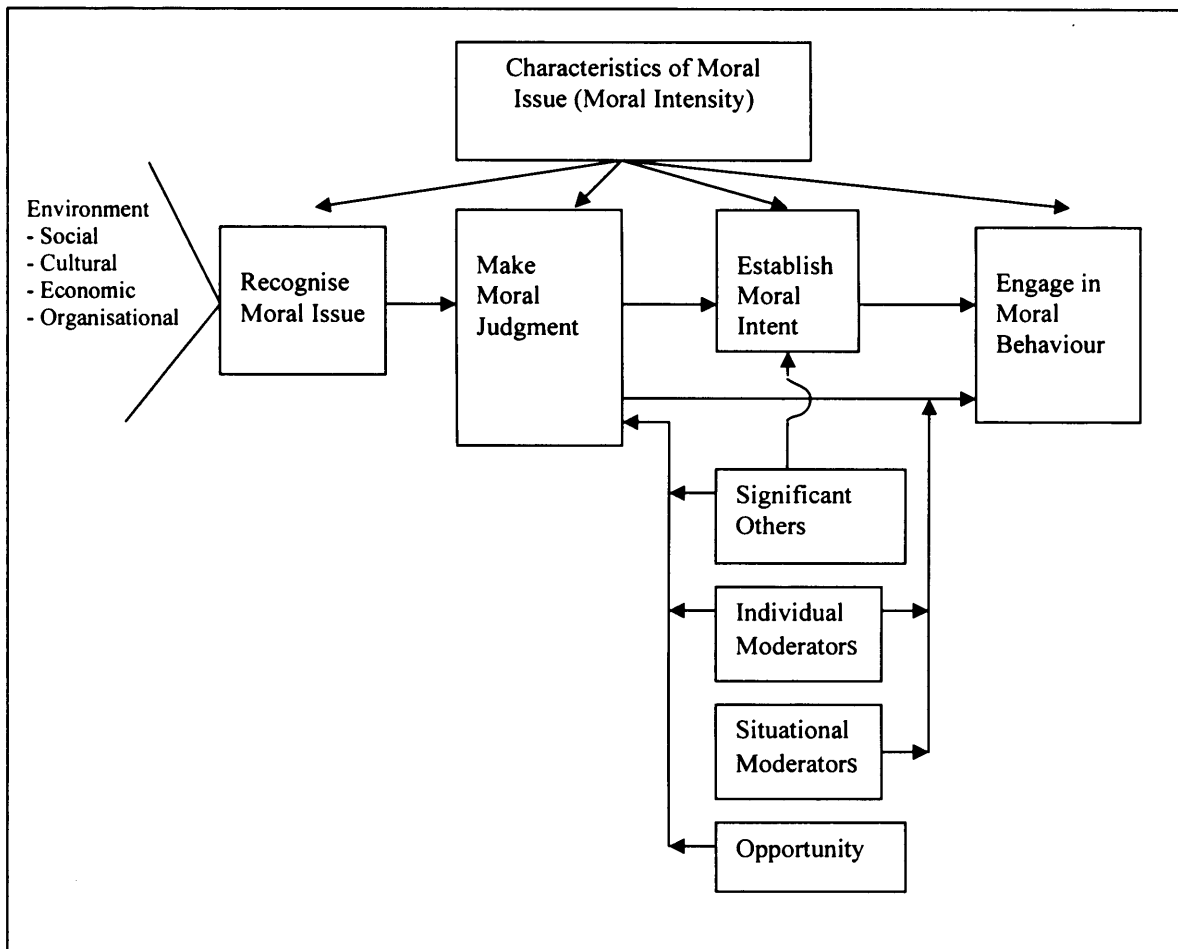 Characteristics of Moral
Issue (Moral Intensity)
Environment
- Social
- Cultural
- Economic
- Organisational
Recognise
Moral Issue
Make
Moral
Judgment
Establish
Moral
Intent
Engage in
Moral
Behaviour
Significant
Others
Individual
Moderators
Situational
Moderators
Opportunity